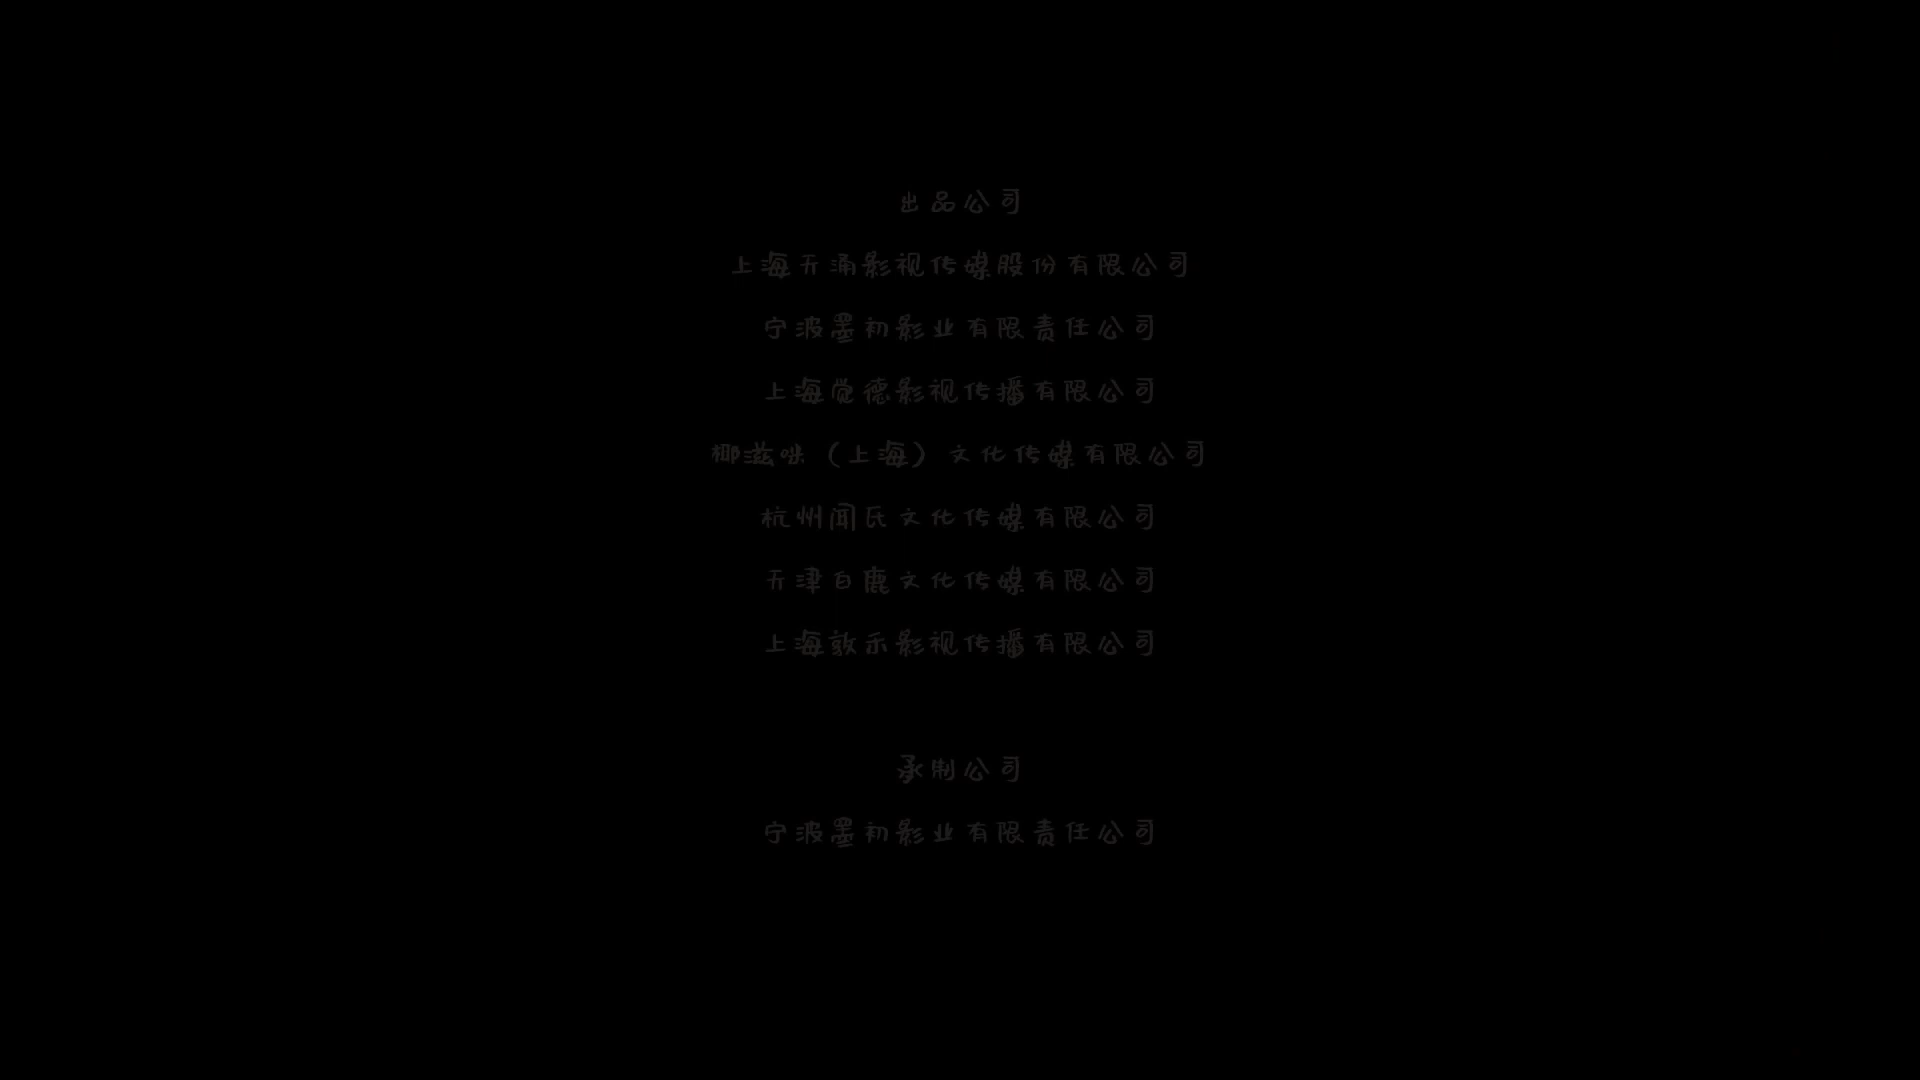 出品公司
上海天涌影视传媒股份有限公司
宁波墨初影业有限责任公司
上海觉德影视传播有限公司
椰滋咪（上海）文化传媒有限公司
杭州闻氏文化传媒有限公司
天津白鹿文化传媒有限公司
上海敦禾影视传播有限公司
承制公司
宁波墨初影业有限责任公司